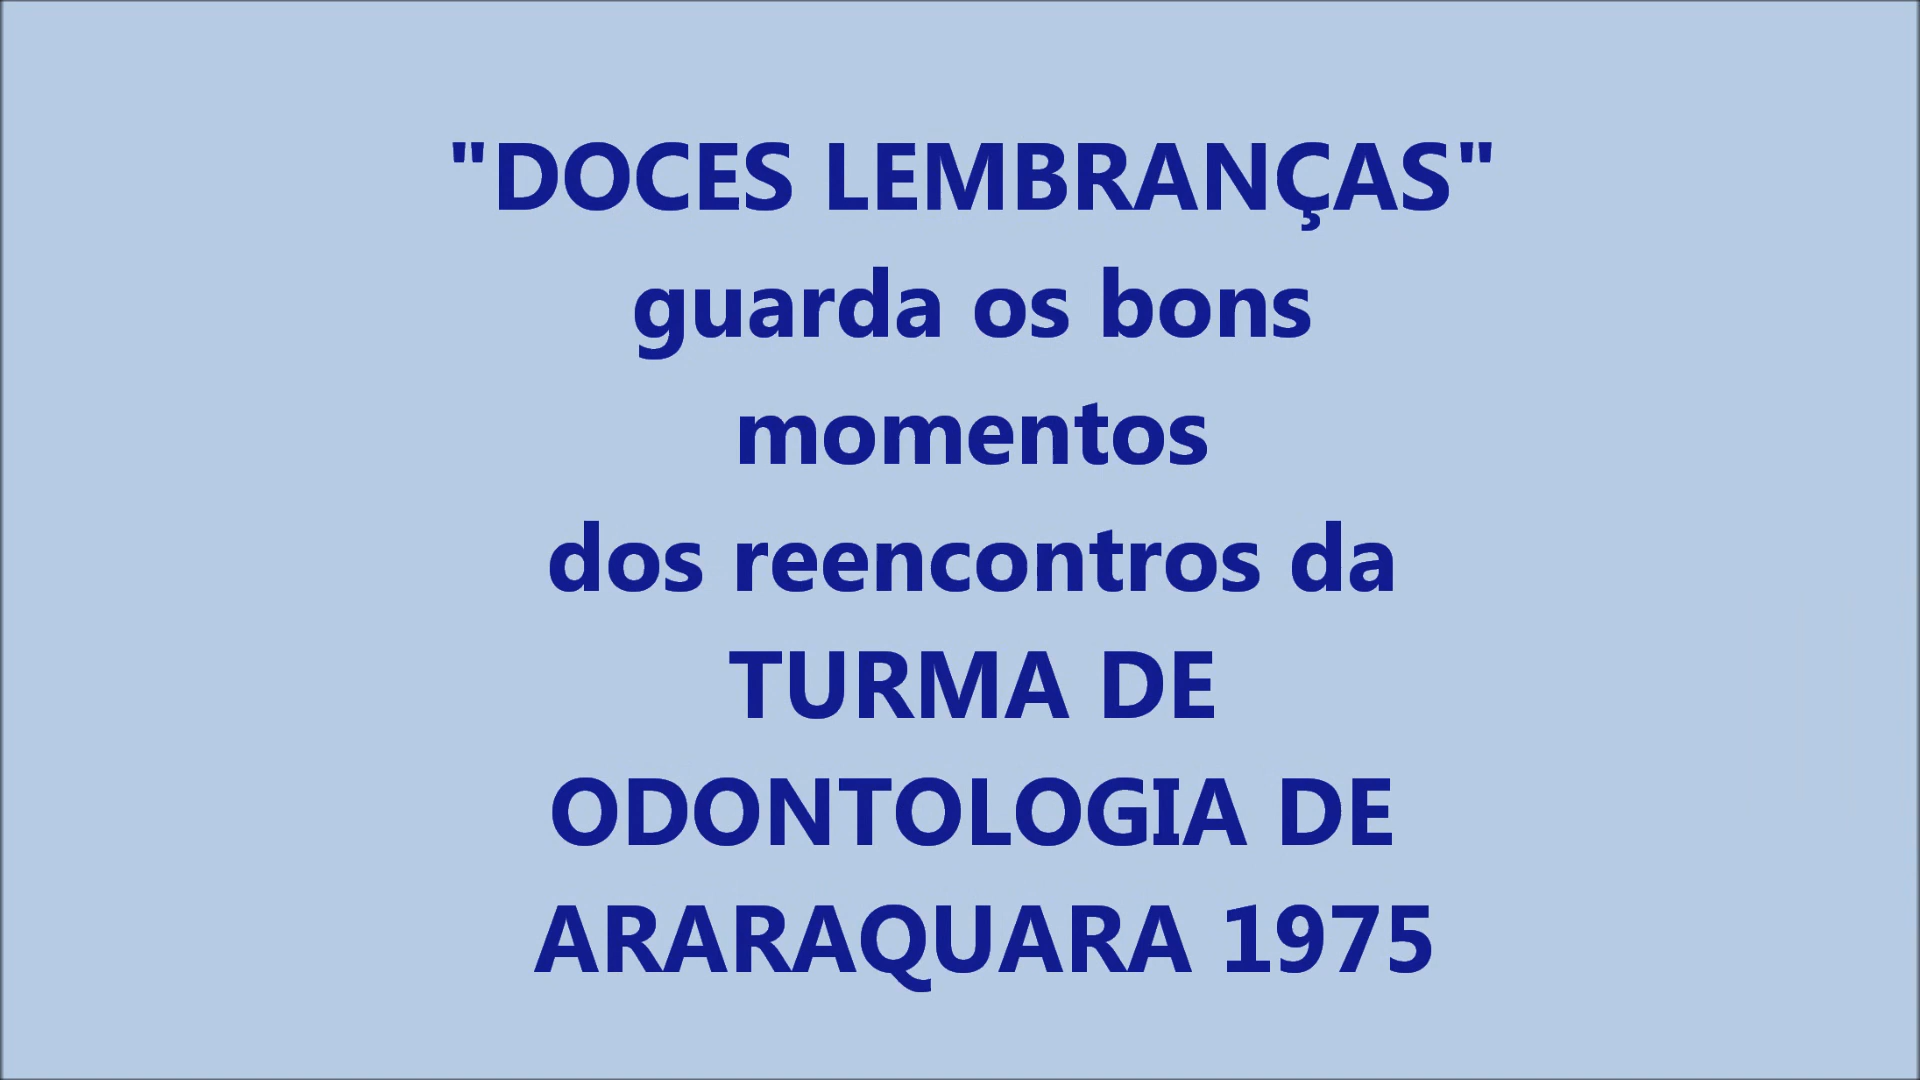 "DOCES LEMBRANÇAS"
guarda os bons
momentos
dos reencontros da
TURMA DE
ODONTOLOGIA DE
ARARAQUARA 1975